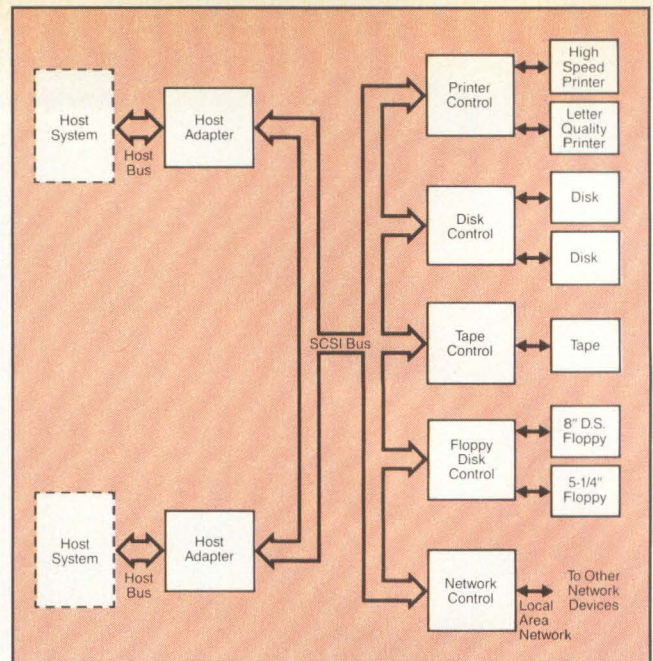 Host
System
Host
Bus
Host
Adapter
Printer
Control
High
Speed
Printer
Letter
Quality
Printer
Disk
Control
Disk
Disk
SCSI Bus
Tape
Control
Tape
Floppy
Disk
Control
8" D.S.
Floppy
5-1/4"
Floppy
Host
System
Host
Bus
Host
Adapter
Network
Control
Local
Area
Network
To Other
Network
Devices